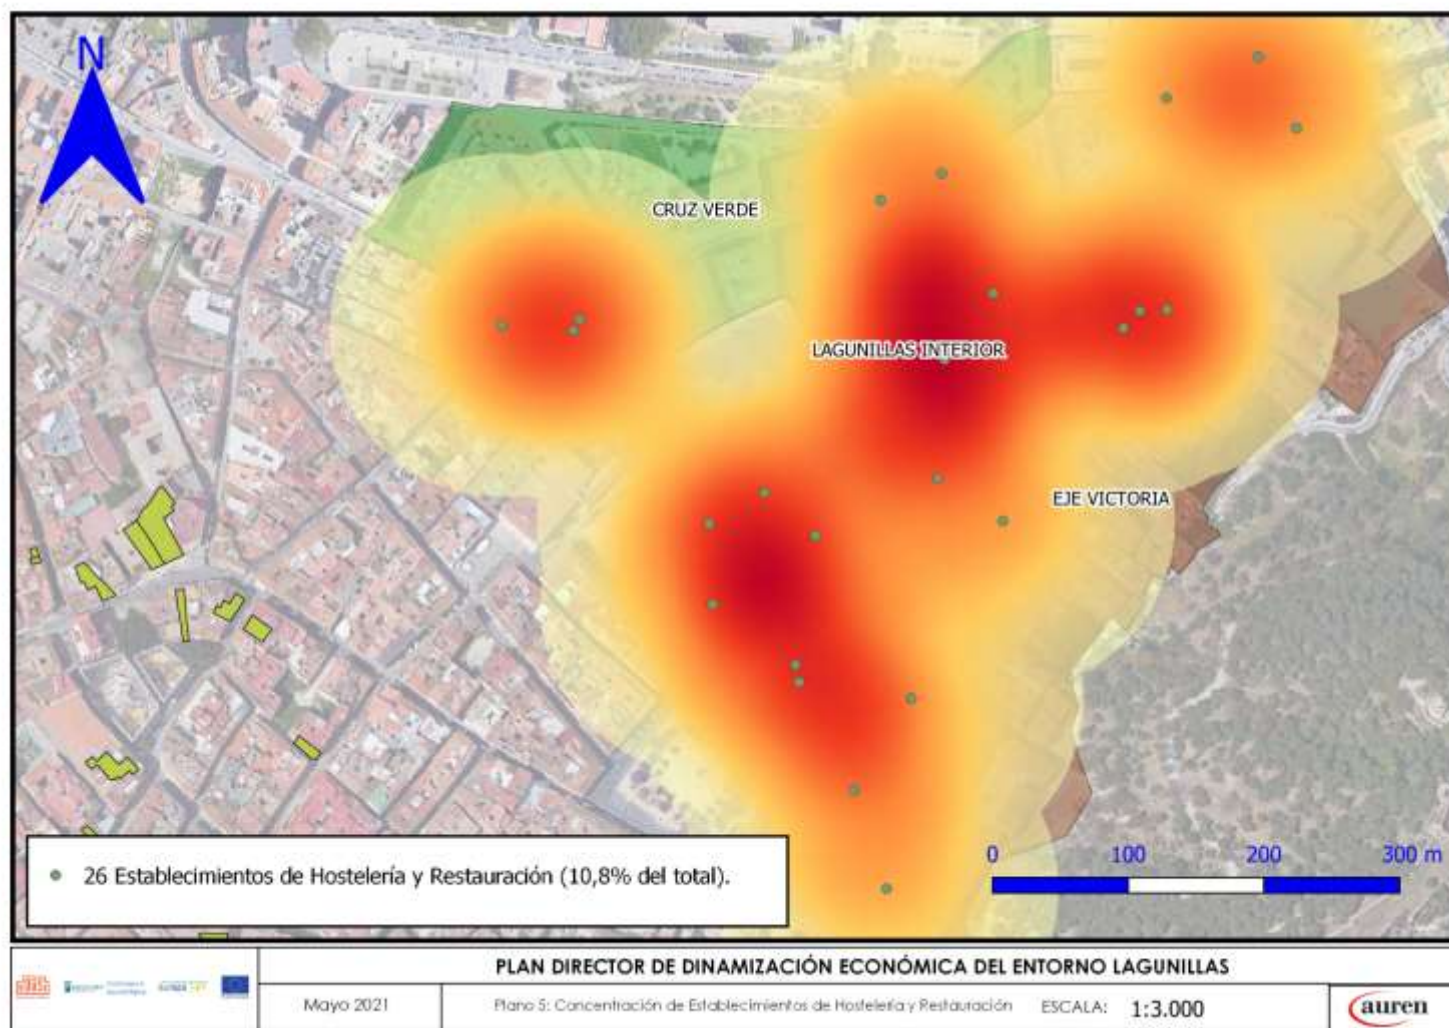 N
CRUZ VERDE
LAGUNILLAS INTERIOR
EJE VICTORIA
0 100 200 300 m
26 Establecimientos de Hostelería y Restauración (10,8% del total).
PLAN DIRECTOR DE DINAMIZACIÓN ECONÓMICA DEL ENTORNO LAGUNILLAS
Mayo 2021
Plano 5: Concentración de Establecimientos de Hostelería y Restauración
ESCALA: 1:3.000
auren